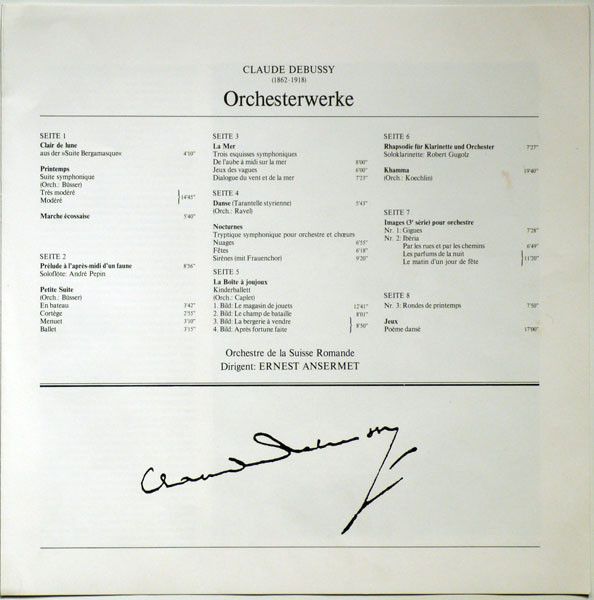 CLAUDE DEBUSSY
(1862-1918)
Orchesterwerke
SEITE 1
Clair de lune
aus der »Suite Bergamasque« 4'10"
Printemps
Suite symphonique
(Orch.: Büsser)
Très modéré
Modéré } 14'45"
Marche écossaise 5'40"
SEITE 2
Prélude à l'après-midi d'un faune 8'56"
Soloflöte: André Pepin
Petite Suite
(Orch.: Büsser)
En bateau 3'42"
Cortège 2'55"
Menuet 3'10"
Ballet 3'15"
SEITE 3
La Mer
Trois esquisses symphoniques
De l'aube à midi sur la mer 8'00"
Jeux des vagues 6'00"
Dialogue du vent et de la mer 7'23"
SEITE 4
Danse (Tarantelle styrienne) 5'43"
(Orch.: Ravel)
Nocturnes
Tryptique symphonique pour orchestre et chœurs
Nuages 6'55"
Fêtes 6'18"
Sirènes (mit Frauenchor) 9'20"
SEITE 5
La Boîte à joujoux
Kinderballett
(Orch.: Caplet)
1. Bild: Le magasin de jouets 12'41"
2. Bild: Le champ de bataille 8'01"
3. Bild: La bergerie à vendre
4. Bild: Après fortune faite } 8'50"
SEITE 6
Rhapsodie für Klarinette und Orchester 7'27"
Soloklarinette: Robert Gugolz
Khamma 19'40"
(Orch.: Koechlin)
SEITE 7
Images (3e série) pour orchestre
Nr. 1: Gigues 7'28"
Nr. 2: Ibéria
Par les rues et par les chemins 6'49"
Les parfums de la nuit
Le matin d'un jour de fête } 11'20"
SEITE 8
Nr. 3: Rondes de printemps 7'50"
Jeux
Poème dansé 17'00"
Orchestre de la Suisse Romande
Dirigent: ERNEST ANSERMET
Claude Debussy